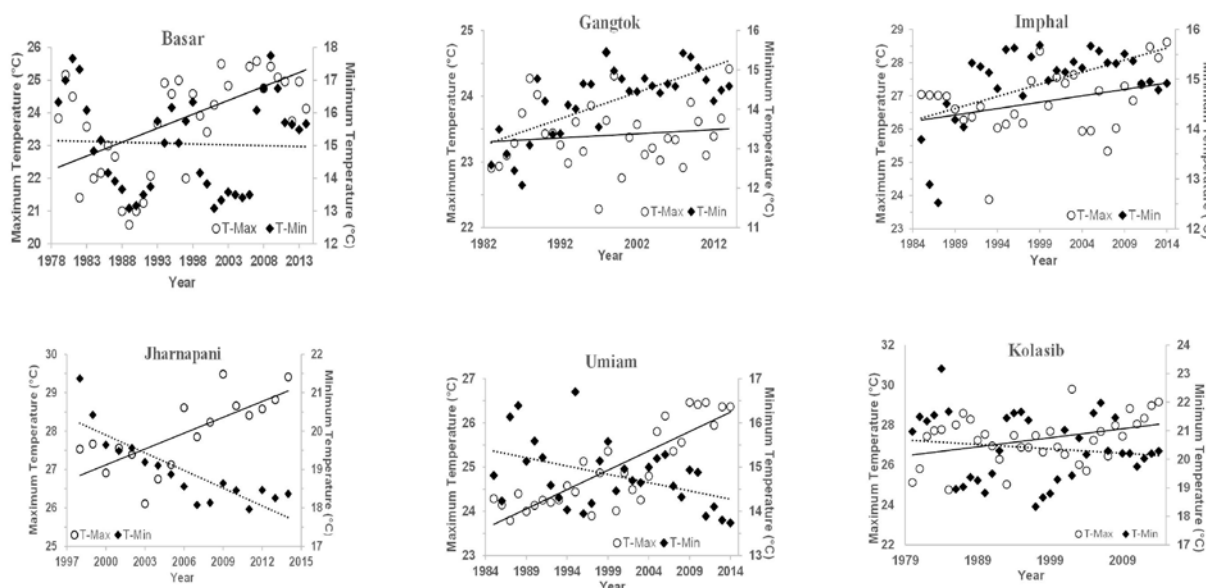 Basar
Maximum Temperature (°C)
26
25
24
23
22
21
20
18
17
16
15
14
13
12
Minimum Temperature (°C)
○T-Max ◆T-Min
1978 1983 1988 1993 1998 2003 2008 2013
Year
Gangtok
Maximum Temperature (°C)
26
25
24
23
22
16
15
14
13
12
11
Minimum Temperature (°C)
○T-Max ◆T-Min
1982 1992 2002 2012
Year
Imphal
Maximum Temperature (°C)
29
28
27
26
25
24
23
16
15
14
13
12
Minimum Temperature (°C)
○T-Max ◆T-Min
1984 1989 1994 1999 2004 2009 2014
Year
Jharnapani
Maximum Temperature (°C)
30
29
28
27
26
25
22
21
20
19
18
17
Minimum Temperature (°C)
○T-Max ◆T-Min
1997 2000 2003 2006 2009 2012 2015
Year
Umiam
Maximum Temperature (°C)
27
26
25
24
23
17
16
15
14
13
Minimum Temperature (°C)
○T-Max ◆T-Min
1984 1989 1994 1999 2004 2009 2014
Year
Kolasib
Maximum Temperature (°C)
32
30
28
26
24
22
24
23
22
21
20
19
18
17
Minimum Temperature (°C)
○T-Max ◆T-Min
1979 1989 1999 2009
Year